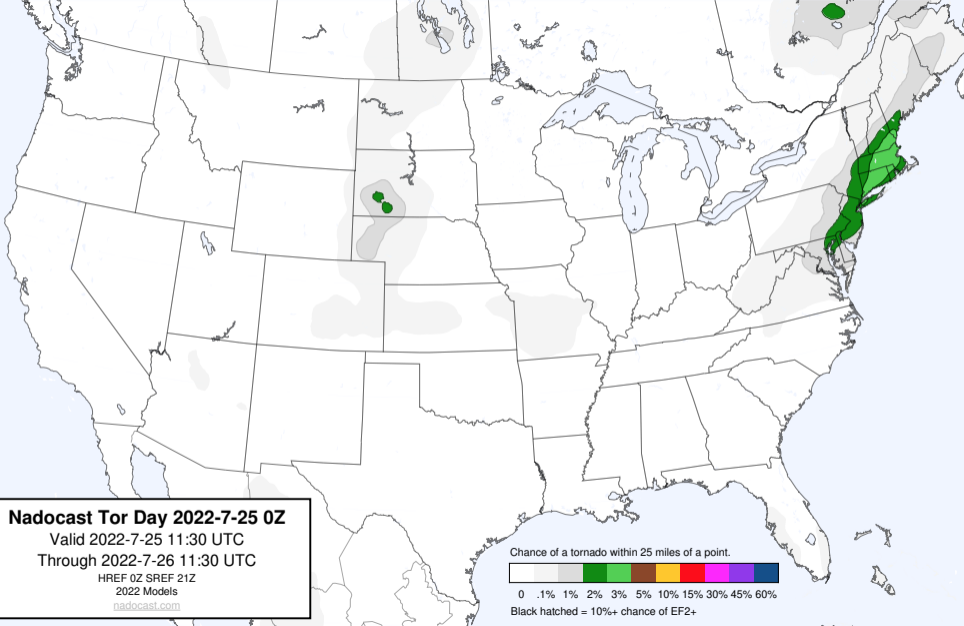 Nadocast Tor Day 2022-7-25 0Z
Valid 2022-7-25 11:30 UTC
Through 2022-7-26 11:30 UTC
HREF 0Z SREF 21Z
2022 Models
nadocast.com
Chance of a tornado within 25 miles of a point.
0 .1% 1% 2% 3% 5% 10% 15% 30% 45% 60%
Black hatched = 10%+ chance of EF2+